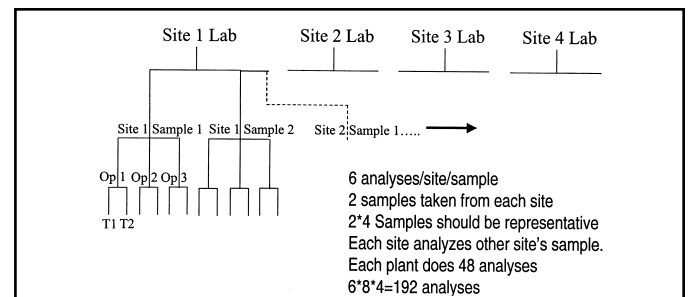 Site 1 Lab Site 2 Lab Site 3 Lab Site 4 Lab
Site 1 Sample 1 Site 1 Sample 2 Site 2 Sample 1.....
Op 1 Op 2 Op 3
T1 T2
6 analyses/site/sample
2 samples taken from each site
2*4 Samples should be representative
Each site analyzes other site's sample.
Each plant does 48 analyses
6*8*4=192 analyses